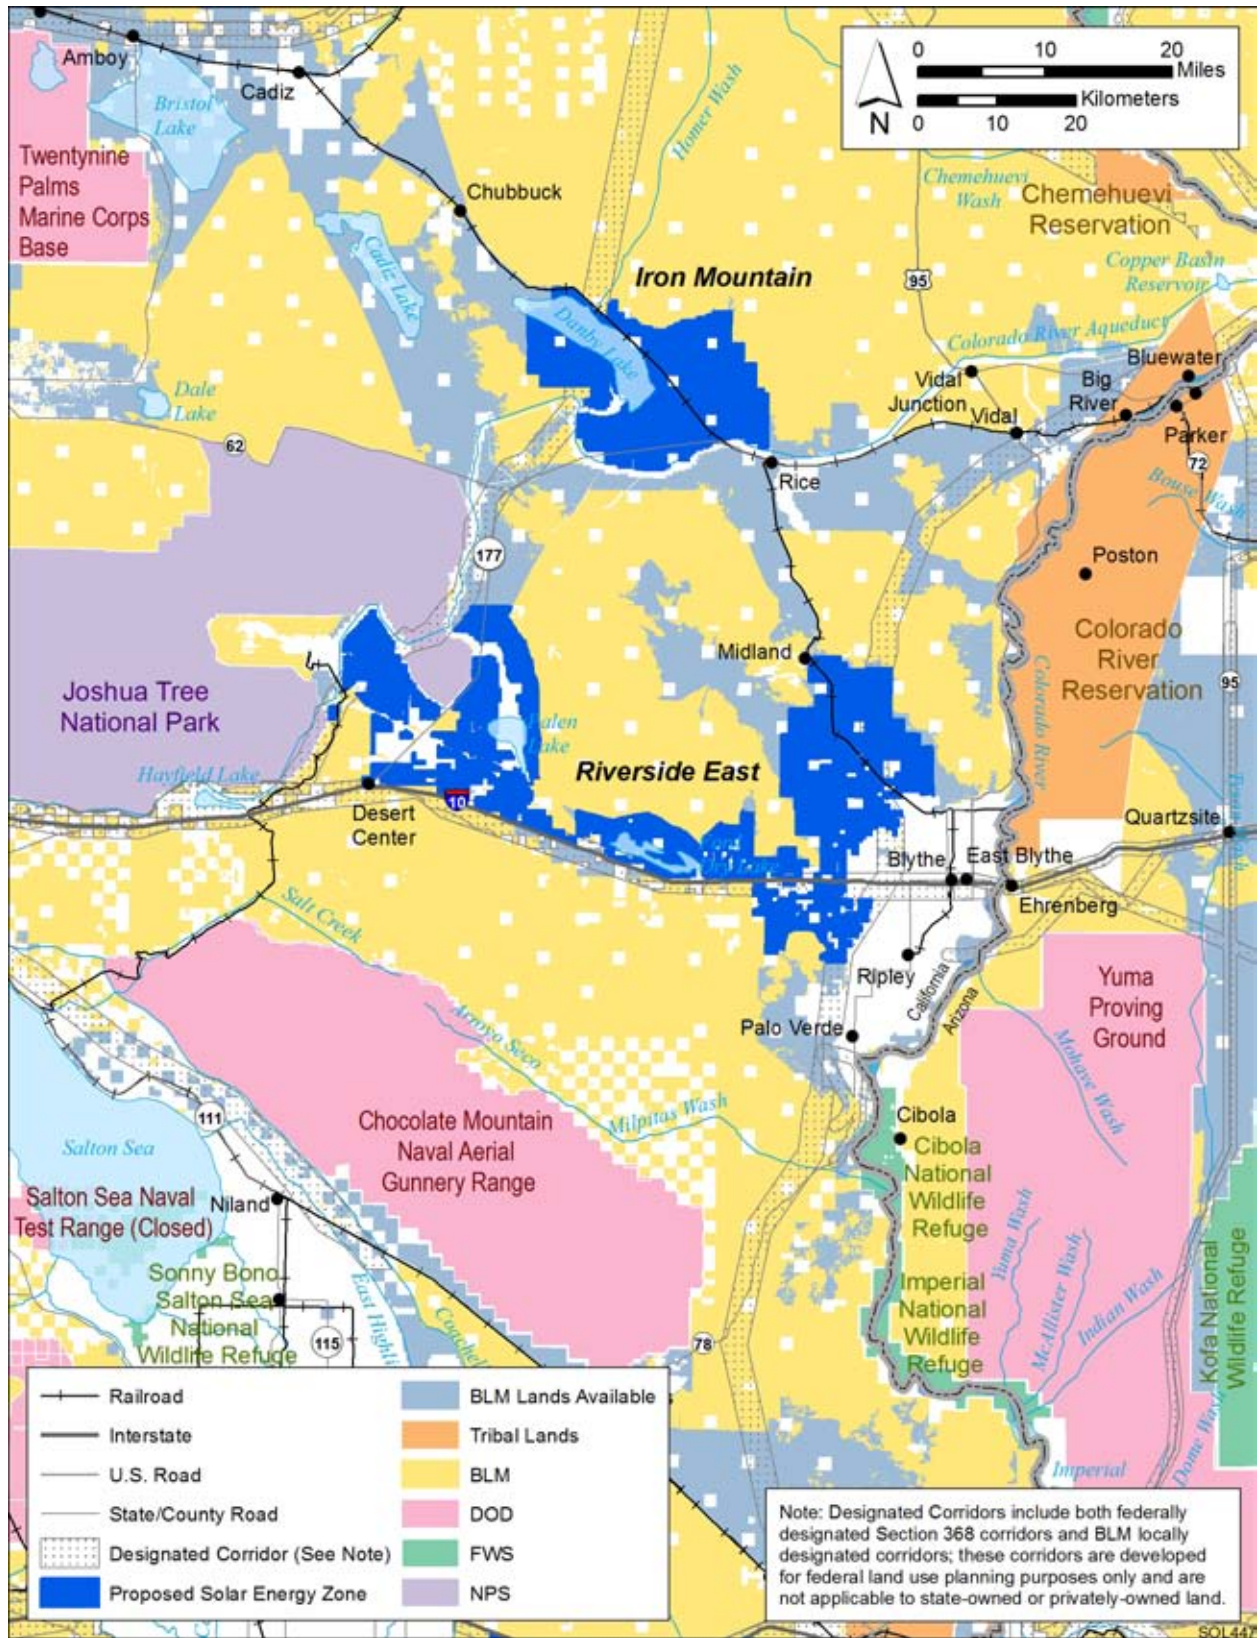 Amboy
Cadiz
Bristol
Lake
Twentynine
Palms
Marine Corps
Base
Chubbuck
Cadiz Lake
Homer Wash
0 10 20
Miles
Kilometers
0 10 20
N
Chemehuevi
Wash
Chemehuevi
Reservation
Copper Basin
Reservoir
95
Iron Mountain
Danby Lake
Colorado River Aqueduct
Bluewater
Vidal
Junction
Big
River
Vidal
Parker
Dale
Lake
62
Rice
72
Bouse Wash
177
Poston
Midland
Colorado
River
Reservation
Colorado River
95
Joshua Tree
National Park
Palen
Lake
Hayfield Lake
Riverside East
10
Desert
Center
Dry Lake
Quartzsite
Blythe
East Blythe
Ehrenberg
Salt Creek
Ripley
California
Arizona
Yuma
Proving
Ground
Palo Verde
Arroyo Seco
Mohave Wash
Milpitas Wash
Chocolate Mountain
Naval Aerial
Gunnery Range
111
Cibola
Cibola
National
Wildlife
Refuge
Salton Sea
Salton Sea Naval
Test Range (Closed)
Niland
Yuma Wash
McAllister Wash
Indian Wash
Kofa National
Wildlife Refuge
Sonny Bono
Salton Sea
National
Wildlife Refuge
East Highli
Coachel
115
78
Imperial
National
Wildlife
Refuge
Imperial
Dome Wash
Railroad
Interstate
U.S. Road
State/County Road
Designated Corridor (See Note)
Proposed Solar Energy Zone
BLM Lands Available
Tribal Lands
BLM
DOD
FWS
NPS
Note: Designated Corridors include both federally
designated Section 368 corridors and BLM locally
designated corridors; these corridors are developed
for federal land use planning purposes only and are
not applicable to state-owned or privately-owned land.
SOL447